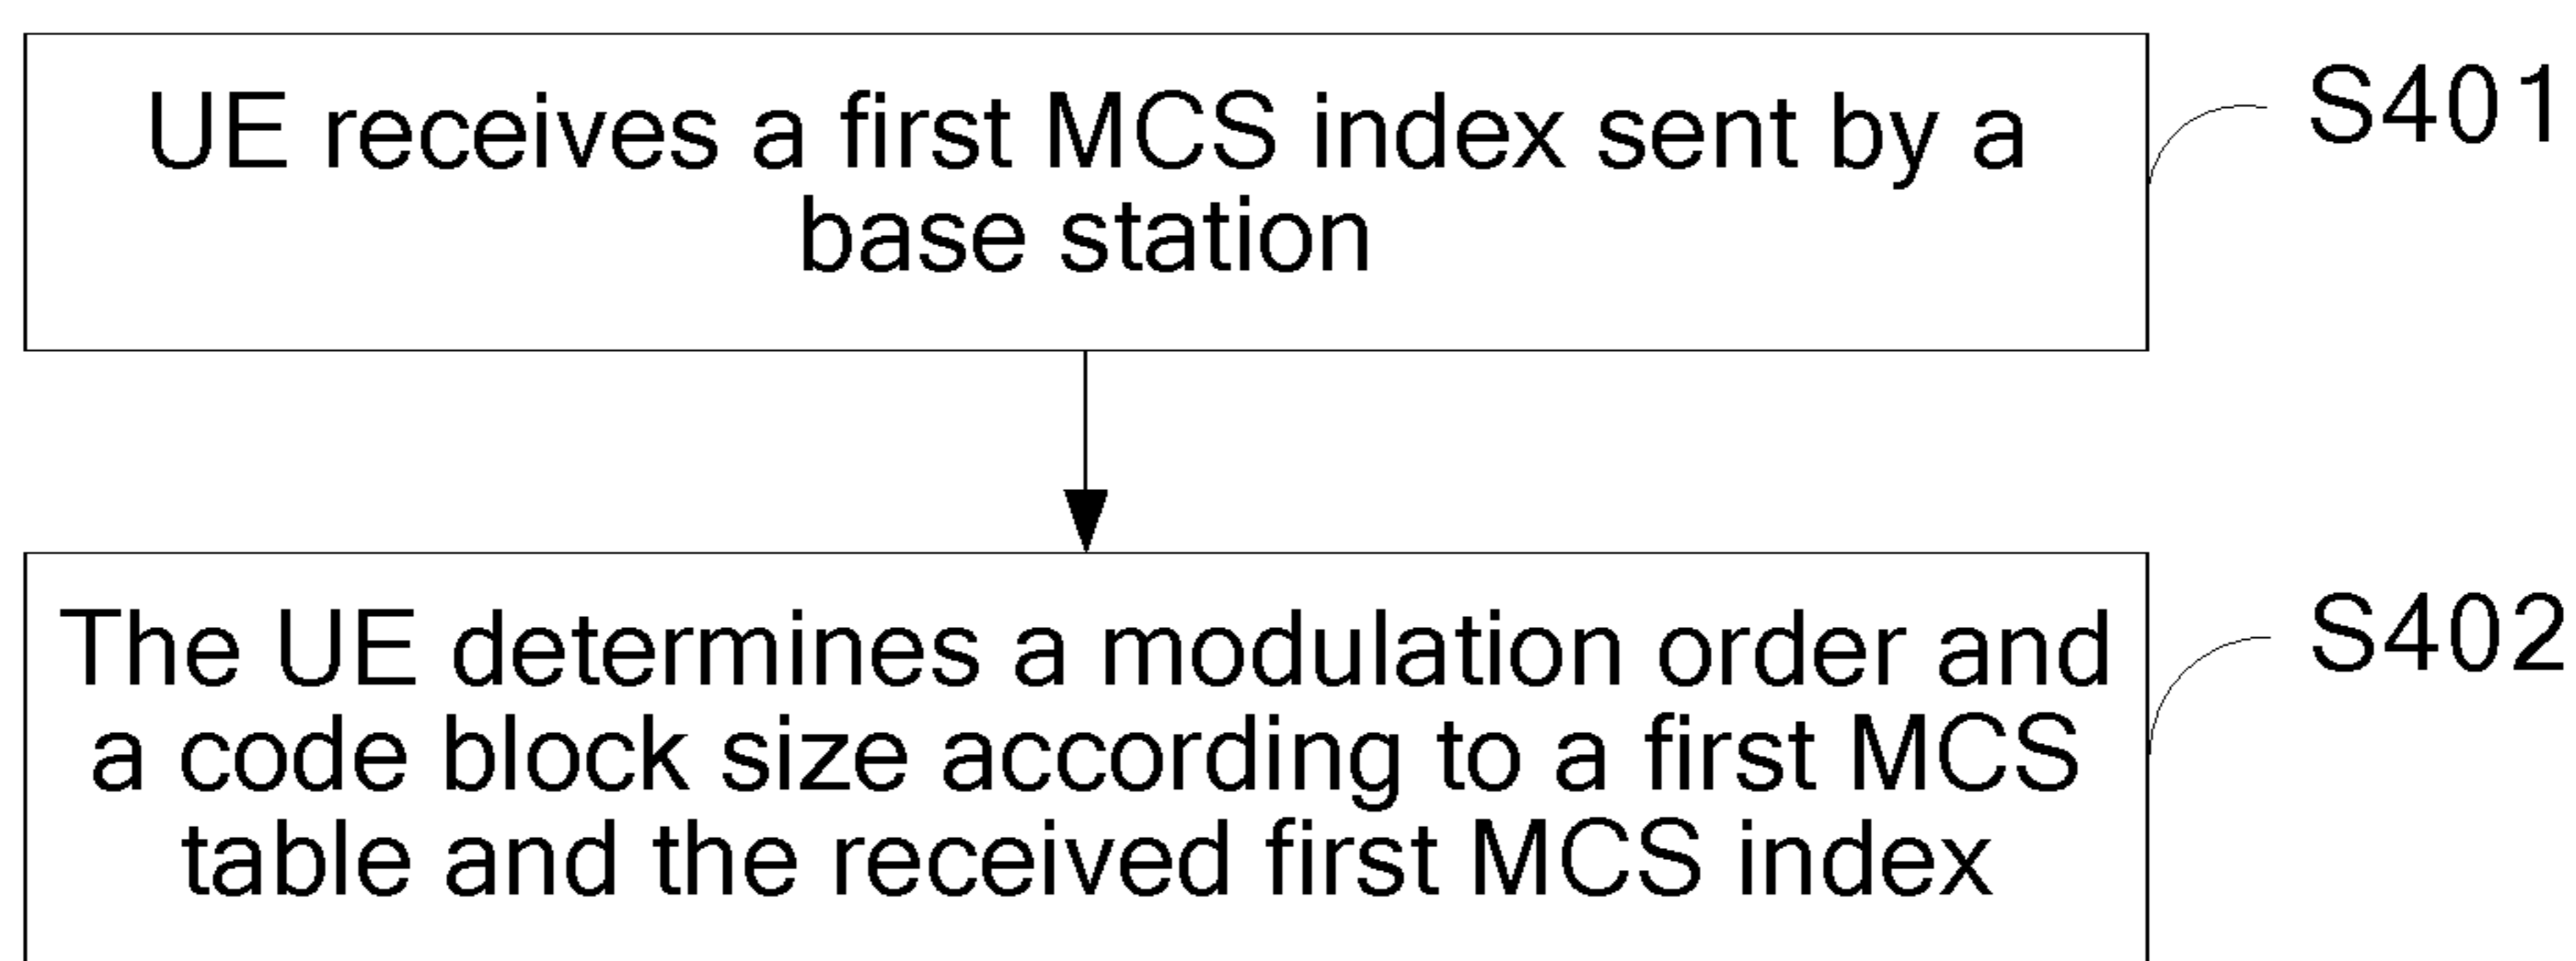 UE receives a first MCS index sent by a
base station
S401
The UE determines a modulation order and
a code block size according to a first MCS
table and the received first MCS index
S402